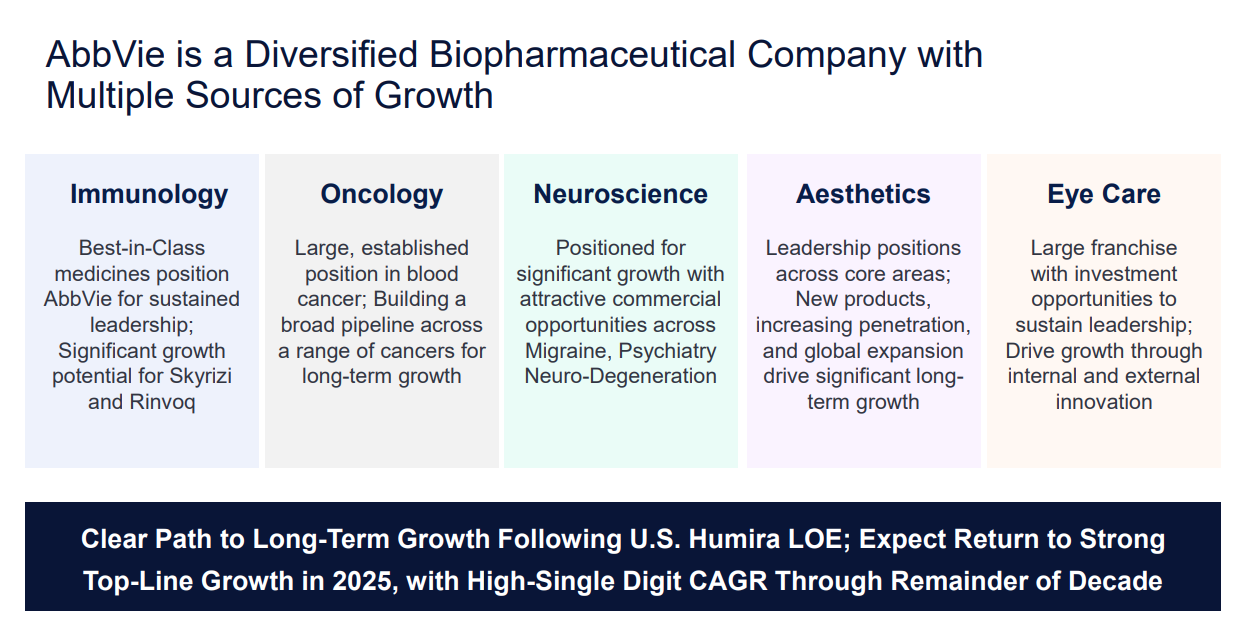 AbbVie is a Diversified Biopharmaceutical Company with
Multiple Sources of Growth
Immunology
Best-in-Class
medicines position
AbbVie for sustained
leadership;
Significant growth
potential for Skyrizi
and Rinvoq
Oncology
Large, established
position in blood
cancer; Building a
broad pipeline across
a range of cancers for
long-term growth
Neuroscience
Positioned for
significant growth with
attractive commercial
opportunities across
Migraine, Psychiatry
Neuro-Degeneration
Aesthetics
Leadership positions
across core areas;
New products,
increasing penetration,
and global expansion
drive significant long-
term growth
Eye Care
Large franchise
with investment
opportunities to
sustain leadership;
Drive growth through
internal and external
innovation
Clear Path to Long-Term Growth Following U.S. Humira LOE; Expect Return to Strong
Top-Line Growth in 2025, with High-Single Digit CAGR Through Remainder of Decade